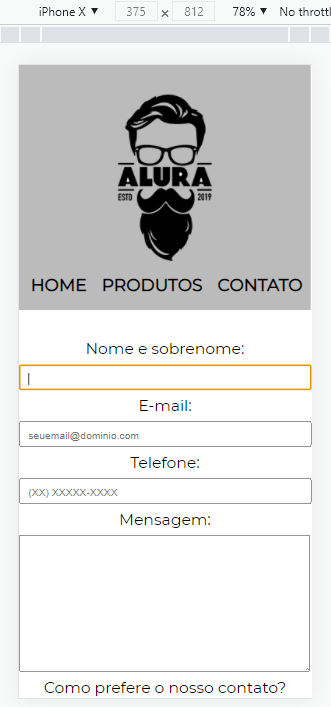 iPhone X ▼ 375 × 812 78% ▼ No thrott
ALURA
ESTD 2019
HOME PRODUTOS CONTATO
Nome e sobrenome:
E-mail:
seuemail@dominio.com
Telefone:
(XX) XXXXX-XXXX
Mensagem:
Como prefere o nosso contato?